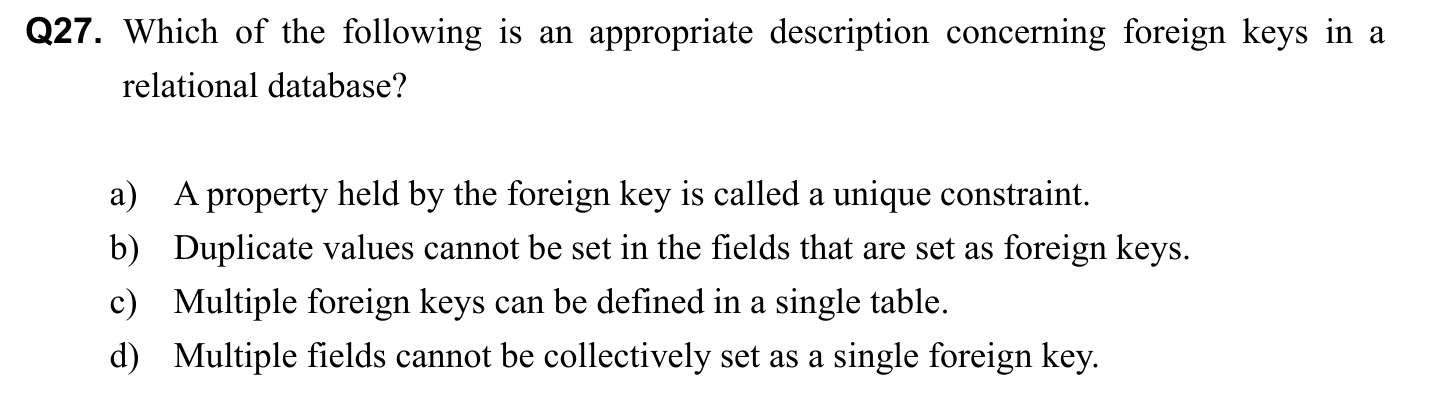 Q27. Which of the following is an appropriate description concerning foreign keys in a
relational database?
a) A property held by the foreign key is called a unique constraint.
b) Duplicate values cannot be set in the fields that are set as foreign keys.
c) Multiple foreign keys can be defined in a single table.
d) Multiple fields cannot be collectively set as a single foreign key.